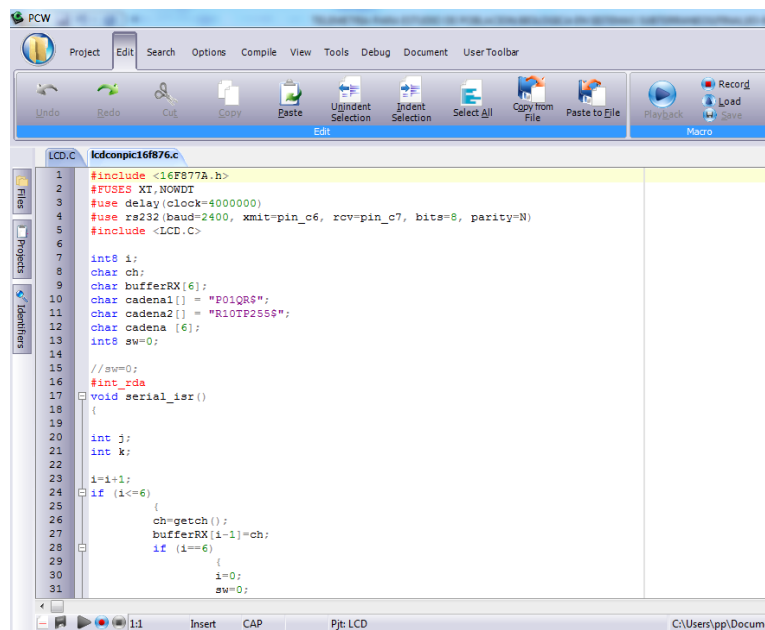 PCW
Project Edit Search Options Compile View Tools Debug Document User Toolbar
Undo Redo Cut Copy Paste Unindent Selection Indent Selection Select All Copy from File Paste to File Playback Record Load Save
Edit Macro
LCD.C lcdconpic16f876.c
Files
Projects
Identifiers
1 #include <16F877A.h>
2 #FUSES XT,NOWDT
3 #use delay(clock=4000000)
4 #use rs232(baud=2400, xmit=pin_c6, rcv=pin_c7, bits=8, parity=N)
5 #include <LCD.C>
6
7 int8 i;
8 char ch;
9 char bufferRX[6];
10 char cadena1[] = "P01QR$";
11 char cadena2[] = "R10TP255$";
12 char cadena [6];
13 int8 sw=0;
14
15 //sw=0;
16 #int_rda
17 void serial_isr()
18 {
19
20 int j;
21 int k;
22
23 i=i+1;
24 if (i<=6)
25 {
26 ch=getch();
27 bufferRX[i-1]=ch;
28 if (i==6)
29 {
30 i=0;
31 sw=0;
1:1 Insert CAP Pjt: LCD C:\Users\pp\Docum